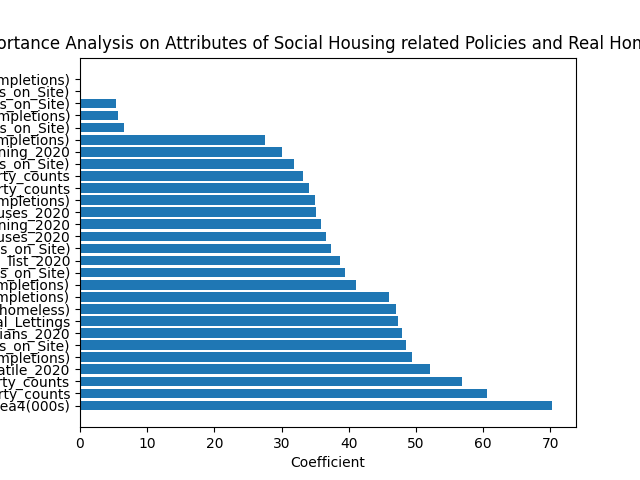 ortance Analysis on Attributes of Social Housing related Policies and Real Hom
mpletions)
s_on_Site)
s_on_Site)
mpletions)
s_on_Site)
mpletions)
ning_2020
s_on_Site)
rty_counts
rty_counts
mpletions)
uses_2020
ning_2020
uses_2020
s_on_Site)
_list_2020
s_on_Site)
mpletions)
mpletions)
homeless)
al_Lettings
ians_2020
s_on_Site)
mpletions)
atile_2020
rty_counts
rty_counts
ea4(000s)
0 10 20 30 40 50 60 70
Coefficient